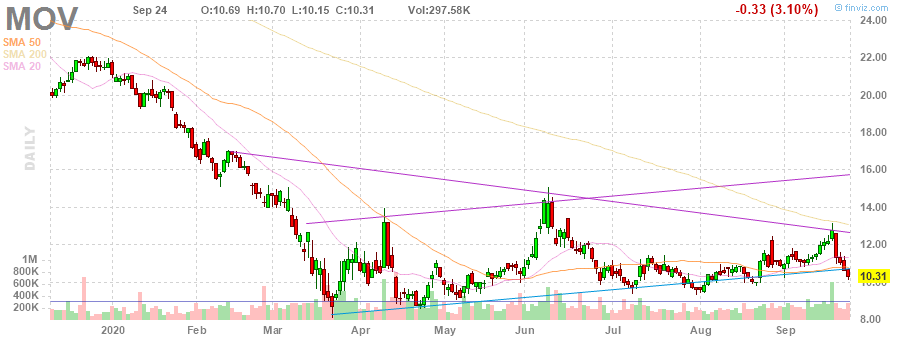 MOV
Sep 24 O:10.69 H:10.70 L:10.15 C:10.31 Vol:297.58K -0.33 (3.10%)
© finviz.com
SMA 50
SMA 200
SMA 20
DAILY
24.00
22.00
20.00
18.00
16.00
14.00
12.00
10.31
10.00
8.00
1M
800K
600K
400K
200K
2020 Feb Mar Apr May Jun Jul Aug Sep